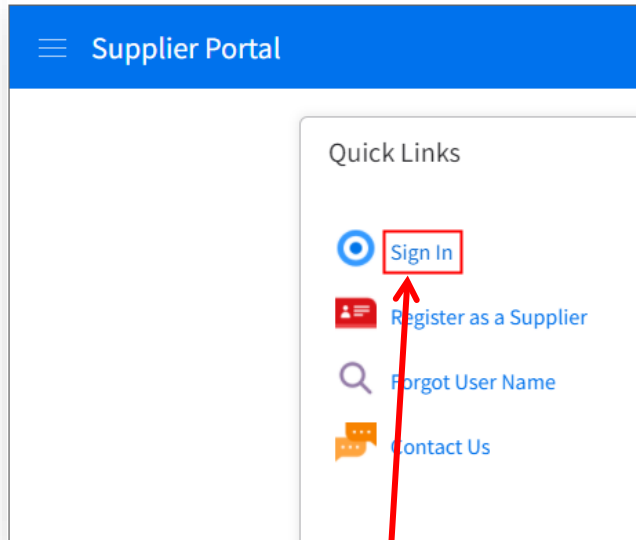 Supplier Portal
Quick Links
Sign In
Register as a Supplier
Forgot User Name
Contact Us